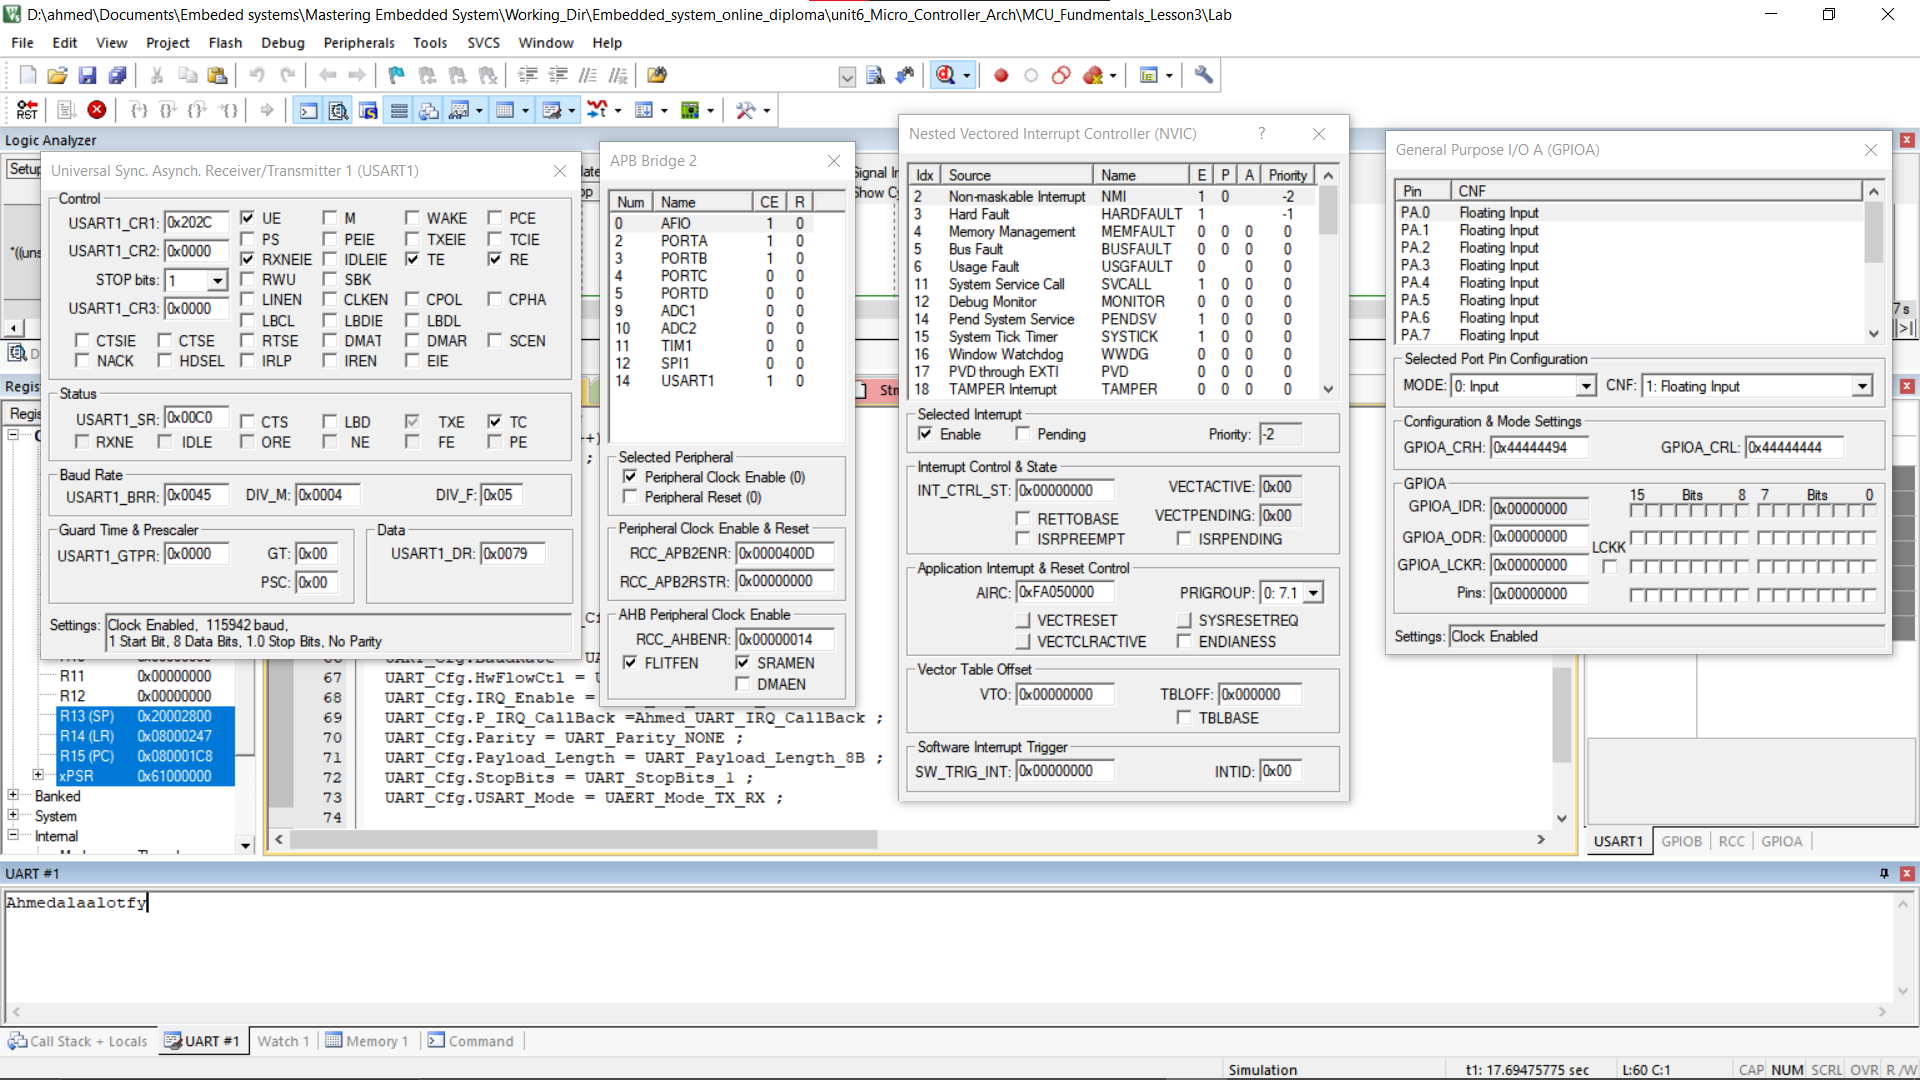 D:\ahmed\Documents\Embeded systems\Mastering Embedded System\Working_Dir\Embedded_system_online_diploma\unit6_Micro_Controller_Arch\MCU_Fundmentals_Lesson3\Lab
File Edit View Project Flash Debug Peripherals Tools SVCS Window Help
RST
Logic Analyzer
Setup
Universal Sync. Asynch. Receiver/Transmitter 1 (USART1)
Control
USART1_CR1: 0x202C UE M WAKE PCE
PS PEIE TXEIE TCIE
USART1_CR2: 0x0000 RXNEIE IDLEIE TE RE
STOP bits: 1 RWU SBK
LINEN CLKEN CPOL CPHA
USART1_CR3: 0x0000 LBCL LBDIE LBDL
CTSIE CTSE RTSE DMAT DMAR SCEN
NACK HDSEL IRLP IREN EIE
Status
USART1_SR: 0x00C0 CTS LBD TXE TC
RXNE IDLE ORE NE FE PE
Baud Rate
USART1_BRR: 0x0045 DIV_M: 0x0004 DIV_F: 0x05
Guard Time & Prescaler
USART1_GTPR: 0x0000 GT: 0x00
PSC: 0x00
Data
USART1_DR: 0x0079
Settings: Clock Enabled, 115942 baud,
1 Start Bit, 8 Data Bits, 1.0 Stop Bits, No Parity
APB Bridge 2
Num Name CE R
0 AFIO 1 0
2 PORTA 1 0
3 PORTB 1 0
4 PORTC 0 0
5 PORTD 0 0
9 ADC1 0 0
10 ADC2 0 0
11 TIM1 0 0
12 SPI1 0 0
14 USART1 1 0
Selected Peripheral
Peripheral Clock Enable (0)
Peripheral Reset (0)
Peripheral Clock Enable & Reset
RCC_APB2ENR: 0x0000400D
RCC_APB2RSTR: 0x00000000
AHB Peripheral Clock Enable
RCC_AHBENR: 0x00000014
FLITFEN SRAMEN
DMAEN
Nested Vectored Interrupt Controller (NVIC) ?
Idx Source Name E P A Priority
2 Non-maskable Interrupt NMI 1 0 -2
3 Hard Fault HARDFAULT 1 -1
4 Memory Management MEMFAULT 0 0 0 0
5 Bus Fault BUSFAULT 0 0 0 0
6 Usage Fault USGFAULT 0 0 0
11 System Service Call SVCALL 1 0 0 0
12 Debug Monitor MONITOR 0 0 0 0
14 Pend System Service PENDSV 1 0 0 0
15 System Tick Timer SYSTICK 1 0 0 0
16 Window Watchdog WWDG 0 0 0 0
17 PVD through EXTI PVD 0 0 0 0
18 TAMPER Interrupt TAMPER 0 0 0 0
Selected Interrupt
Enable Pending Priority: -2
Interrupt Control & State
INT_CTRL_ST: 0x00000000 VECTACTIVE: 0x00
RETTOBASE VECTPENDING: 0x00
ISRPREEMPT ISRPENDING
Application Interrupt & Reset Control
AIRC: 0xFA050000 PRIGROUP: 0: 7.1
VECTRESET SYSRESETREQ
VECTCLRACTIVE ENDIANESS
Vector Table Offset
VTO: 0x00000000 TBLOFF: 0x000000
TBLBASE
Software Interrupt Trigger
SW_TRIG_INT: 0x00000000 INTID: 0x00
General Purpose I/O A (GPIOA)
Pin CNF
PA.0 Floating Input
PA.1 Floating Input
PA.2 Floating Input
PA.3 Floating Input
PA.4 Floating Input
PA.5 Floating Input
PA.6 Floating Input
PA.7 Floating Input
Selected Port Pin Configuration
MODE: 0: Input CNF: 1: Floating Input
Configuration & Mode Settings
GPIOA_CRH: 0x44444494 GPIOA_CRL: 0x44444444
GPIOA
15 Bits 8 7 Bits 0
GPIOA_IDR: 0x00000000
GPIOA_ODR: 0x00000000
LCKK
GPIOA_LCKR: 0x00000000
Pins: 0x00000000
Settings: Clock Enabled
R11 0x00000000
R12 0x00000000
R13 (SP) 0x20002800
R14 (LR) 0x08000247
R15 (PC) 0x080001C8
xPSR 0x61000000
Banked
System
Internal
67 UART_Cfg.HwFlowCtl =
68 UART_Cfg.IRQ_Enable =
69 UART_Cfg.P_IRQ_CallBack =Ahmed_UART_IRQ_CallBack ;
70 UART_Cfg.Parity = UART_Parity_NONE ;
71 UART_Cfg.Payload_Length = UART_Payload_Length_8B ;
72 UART_Cfg.StopBits = UART_StopBits_1 ;
73 UART_Cfg.USART_Mode = UAERT_Mode_TX_RX ;
74
USART1 GPIOB RCC GPIOA
UART #1
Ahmedalaalotfy
Call Stack + Locals UART #1 Watch 1 Memory 1 Command
Simulation t1: 17.69475775 sec L:60 C:1 CAP NUM SCRL OVR R/W